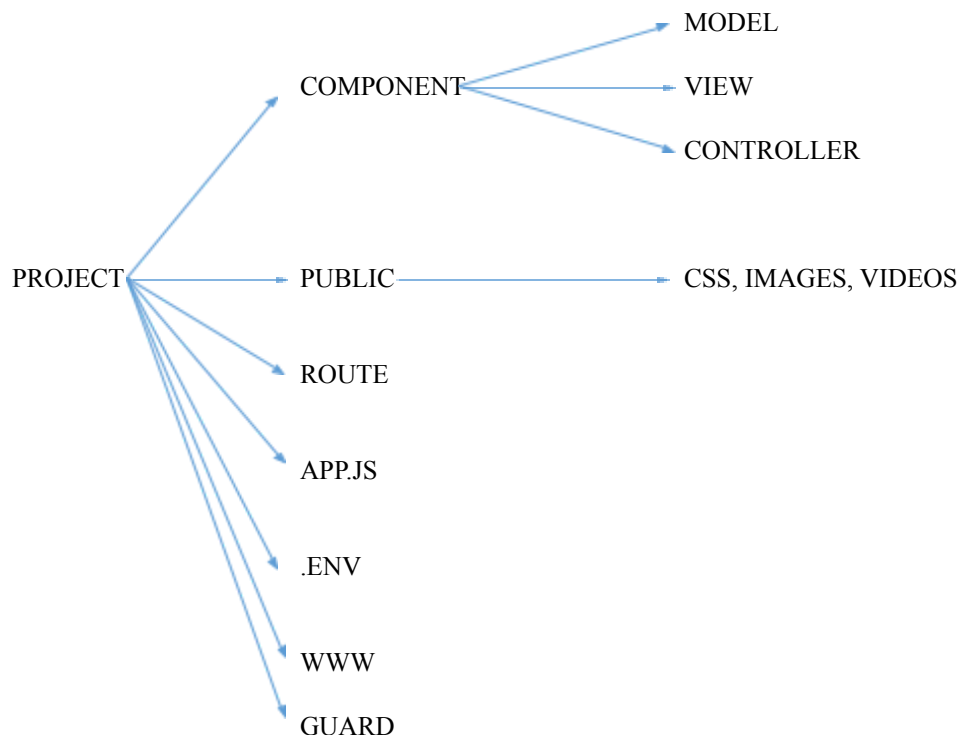 MODEL
COMPONENT
VIEW
CONTROLLER
PROJECT
PUBLIC
CSS, IMAGES, VIDEOS
ROUTE
APP.JS
.ENV
WWW
GUARD